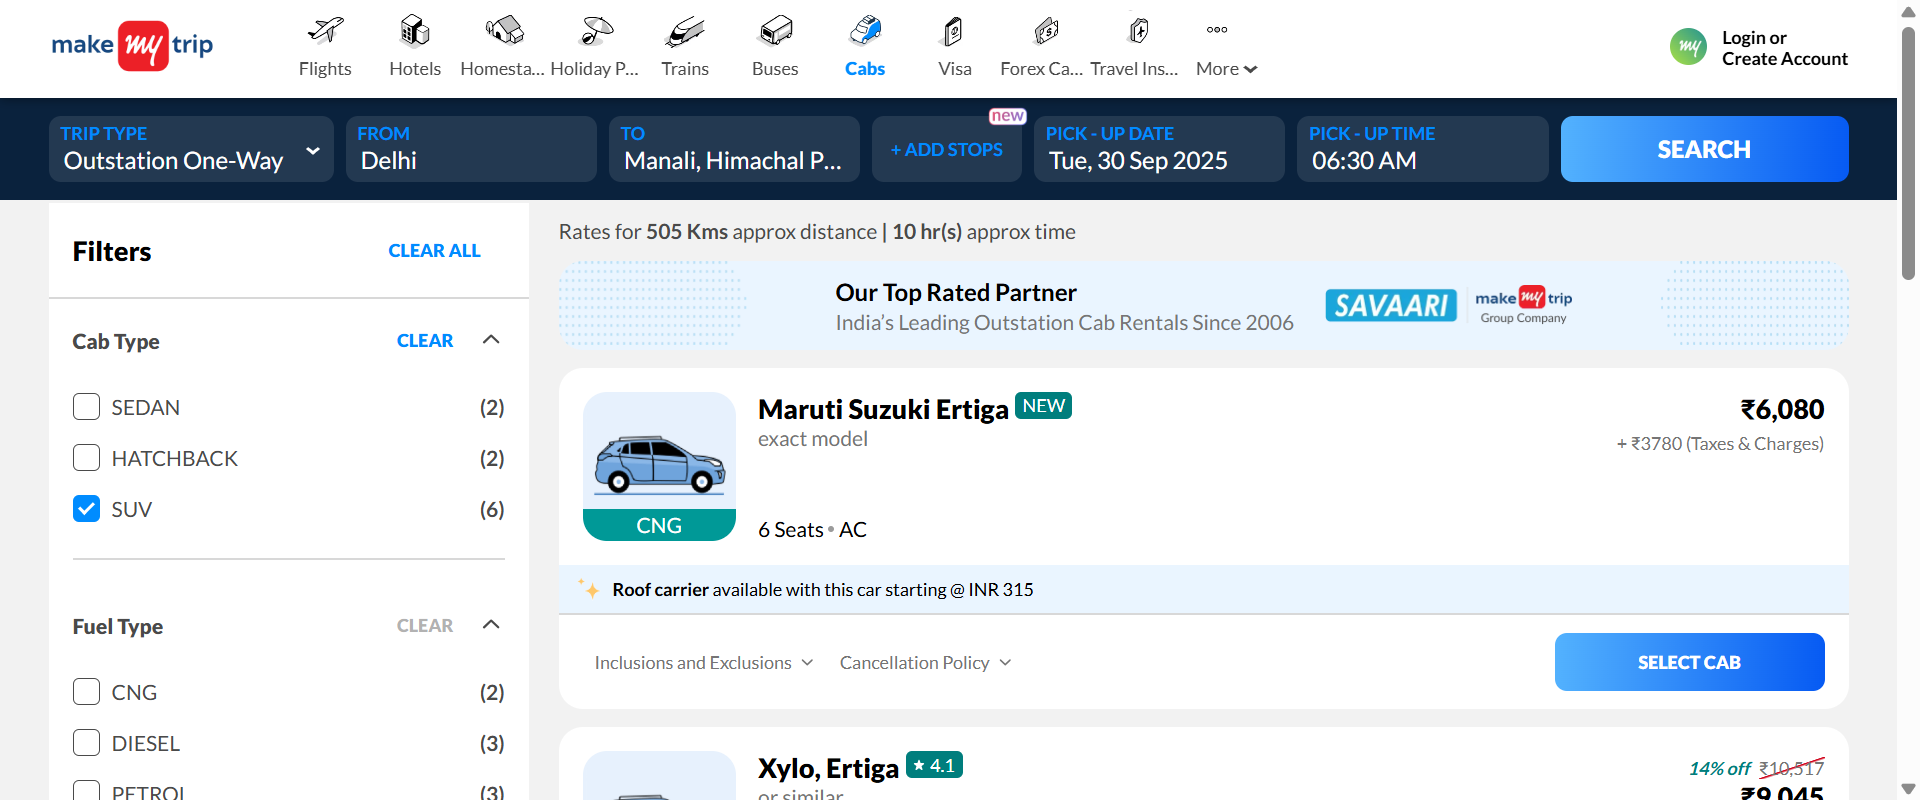 make my trip
Flights
Hotels
Homesta...
Holiday P...
Trains
Buses
Cabs
Visa
Forex Ca...
Travel Ins...
More
my
Login or
Create Account
TRIP TYPE
Outstation One-Way
FROM
Delhi
TO
Manali, Himachal P...
+ ADD STOPS
new
PICK - UP DATE
Tue, 30 Sep 2025
PICK - UP TIME
06:30 AM
SEARCH
Filters
CLEAR ALL
Cab Type
CLEAR
SEDAN (2)
HATCHBACK (2)
SUV (6)
Fuel Type
CLEAR
CNG (2)
DIESEL (3)
PETROL (3)
Rates for 505 Kms approx distance | 10 hr(s) approx time
Our Top Rated Partner
India's Leading Outstation Cab Rentals Since 2006
SAVAARI
make my trip
Group Company
Maruti Suzuki Ertiga NEW
exact model
CNG
6 Seats • AC
₹6,080
+ ₹3780 (Taxes & Charges)
Roof carrier available with this car starting @ INR 315
Inclusions and Exclusions
Cancellation Policy
SELECT CAB
Xylo, Ertiga ★ 4.1
or similar
14% off ₹10,517
₹9,045